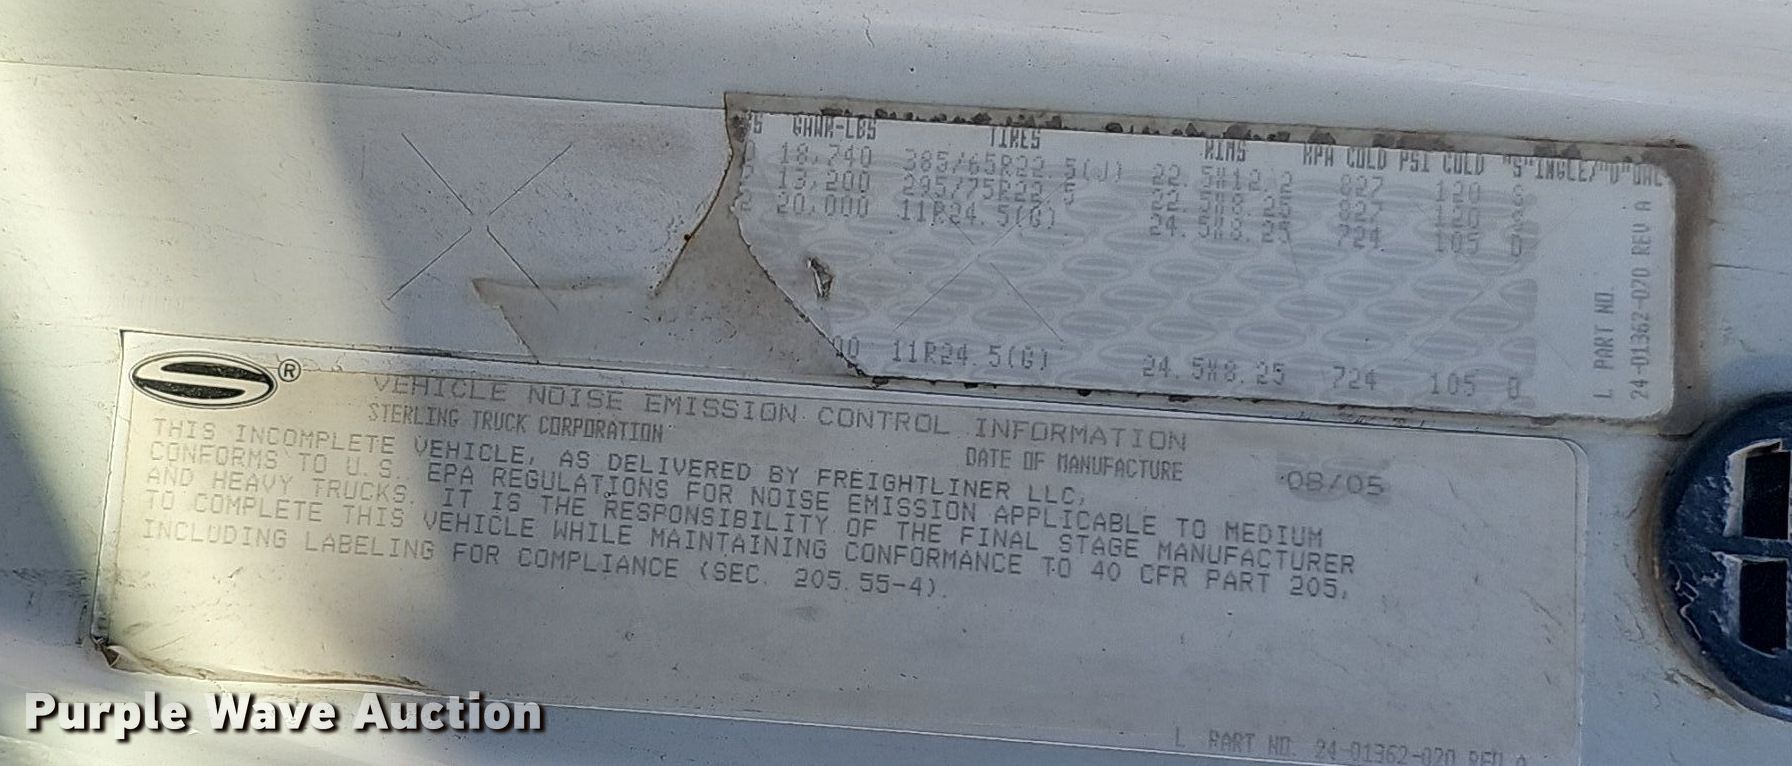 GAWR-LBS TIRES RIMS KPA COLD PSI COLD "S"INGLE/"D"UAL
18,740 385/65R22.5(J) 22.5X12.2 827 120 S
13,200 295/75R22.5 22.5X8.25 827 120 S
20,000 11R24.5(G) 24.5X8.25 724 105 D
00 11R24.5(G) 24.5X8.25 724 105 D
L PART NO.
24-01362-020 REV A
®
VEHICLE NOISE EMISSION CONTROL INFORMATION
STERLING TRUCK CORPORATION
DATE OF MANUFACTURE 08/05
THIS INCOMPLETE VEHICLE, AS DELIVERED BY FREIGHTLINER LLC,
CONFORMS TO U.S. EPA REGULATIONS FOR NOISE EMISSION APPLICABLE TO MEDIUM
AND HEAVY TRUCKS. IT IS THE RESPONSIBILITY OF THE FINAL STAGE MANUFACTURER
TO COMPLETE THIS VEHICLE WHILE MAINTAINING CONFORMANCE TO 40 CFR PART 205,
INCLUDING LABELING FOR COMPLIANCE (SEC. 205.55-4).
L PART NO. 24-01362-020 REV A
Purple Wave Auction